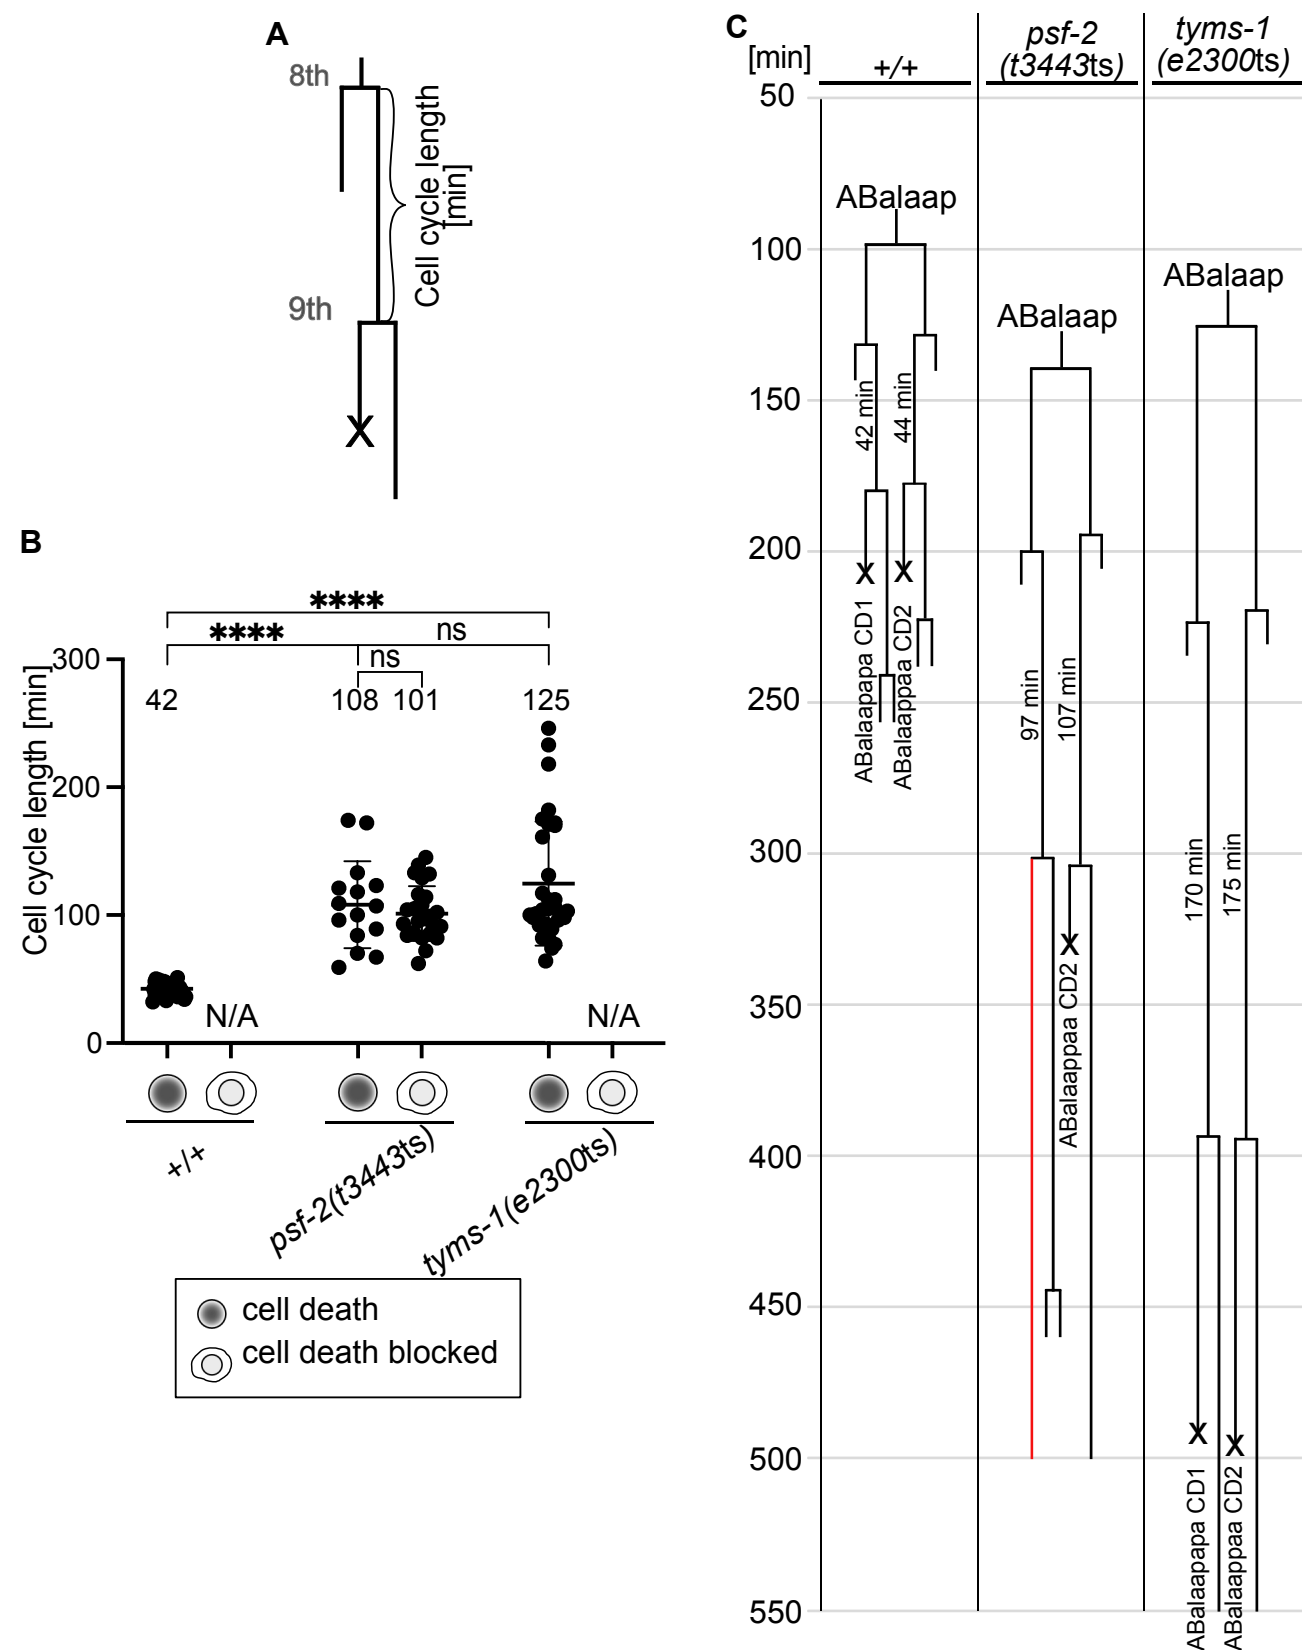 A
8th
9th
Cell cycle length
[min]
B
****
****
ns
ns
Cell cycle length [min]
300
200
100
0
42
108
101
125
N/A
N/A
+/+
psf-2(t3443ts)
tyms-1(e2300ts)
cell death
cell death blocked
C
[min]
+/+
psf-2
(t3443ts)
tyms-1
(e2300ts)
50
100
150
200
250
300
350
400
450
500
550
ABalaap
42 min
44 min
X
X
ABalaapapa CD1
ABalaappaa CD2
ABalaap
97 min
107 min
X
ABalaappaa CD2
ABalaap
170 min
175 min
X
X
ABalaapapa CD1
ABalaappaa CD2
X